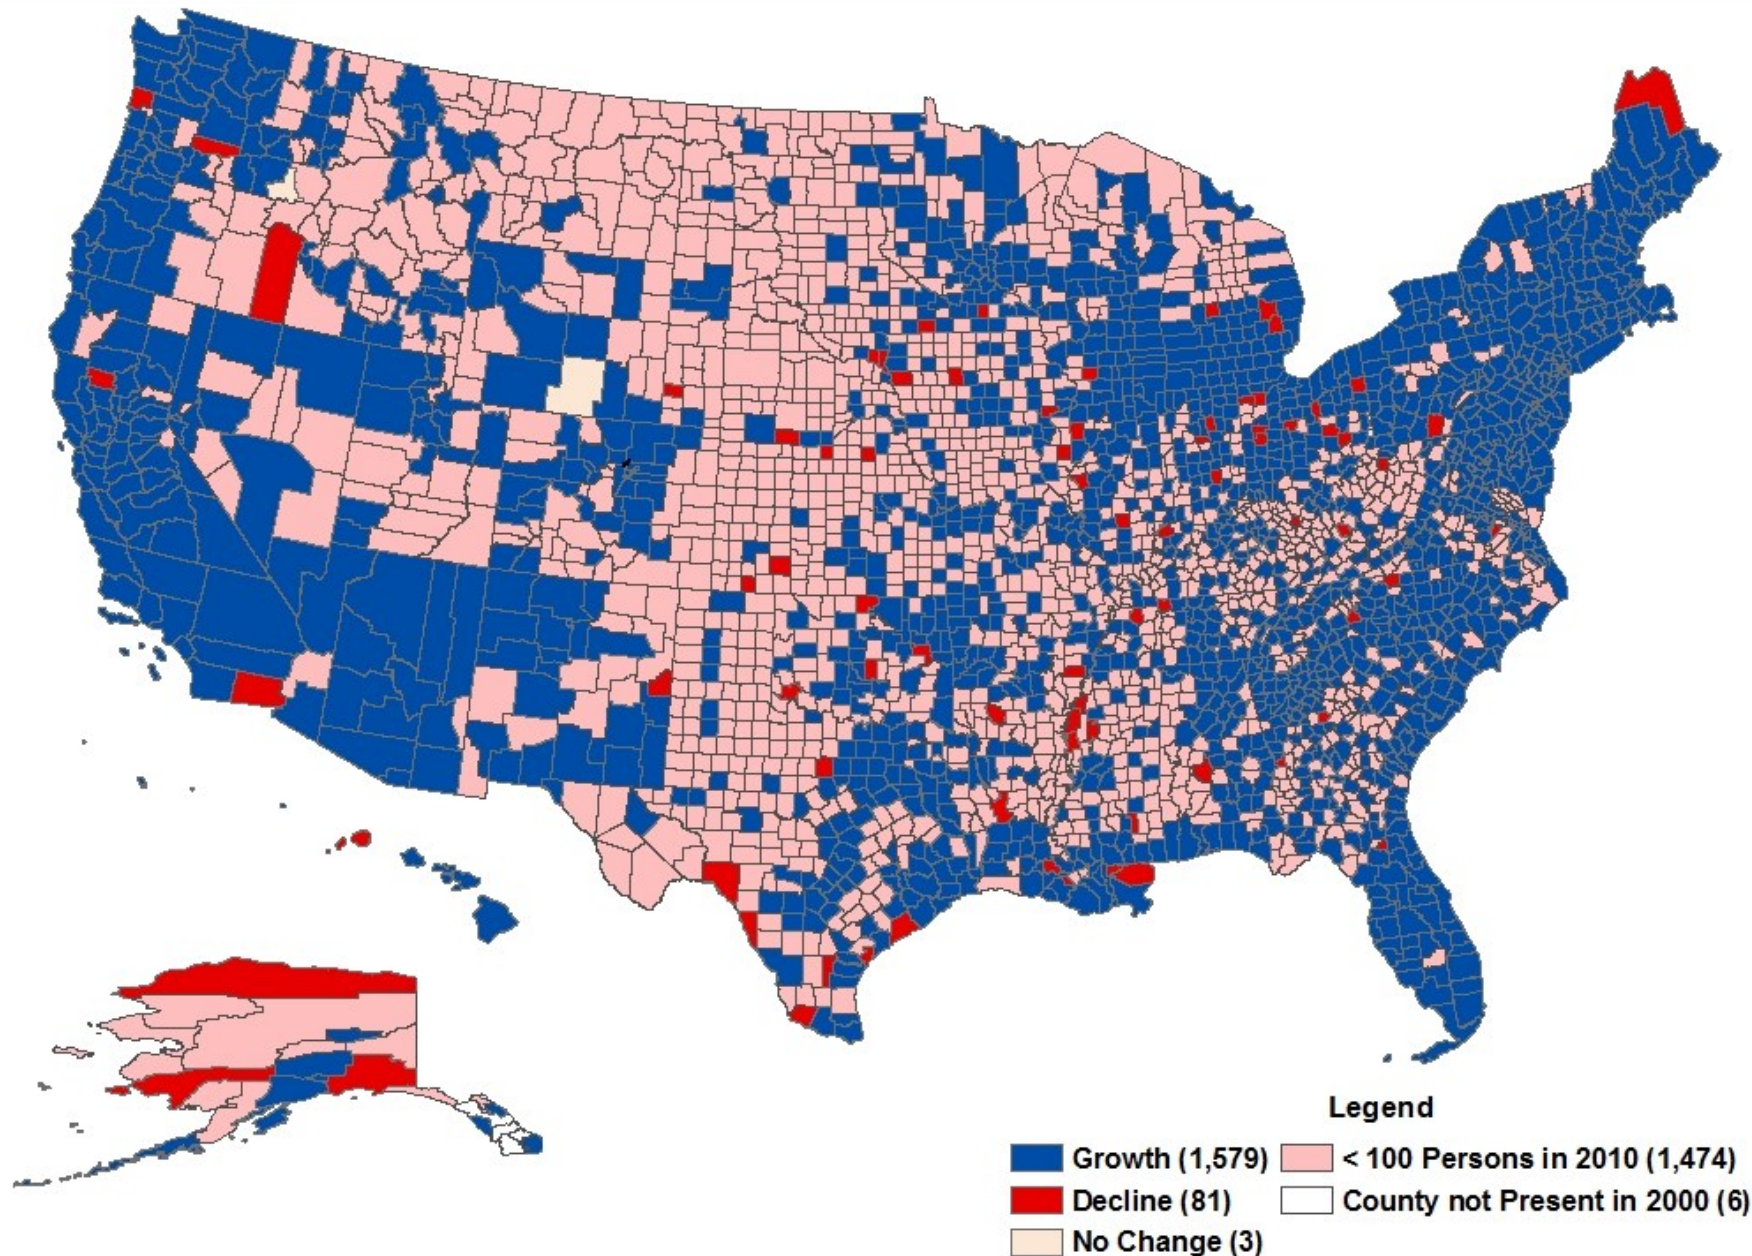 Legend
Growth (1,579)
< 100 Persons in 2010 (1,474)
Decline (81)
County not Present in 2000 (6)
No Change (3)